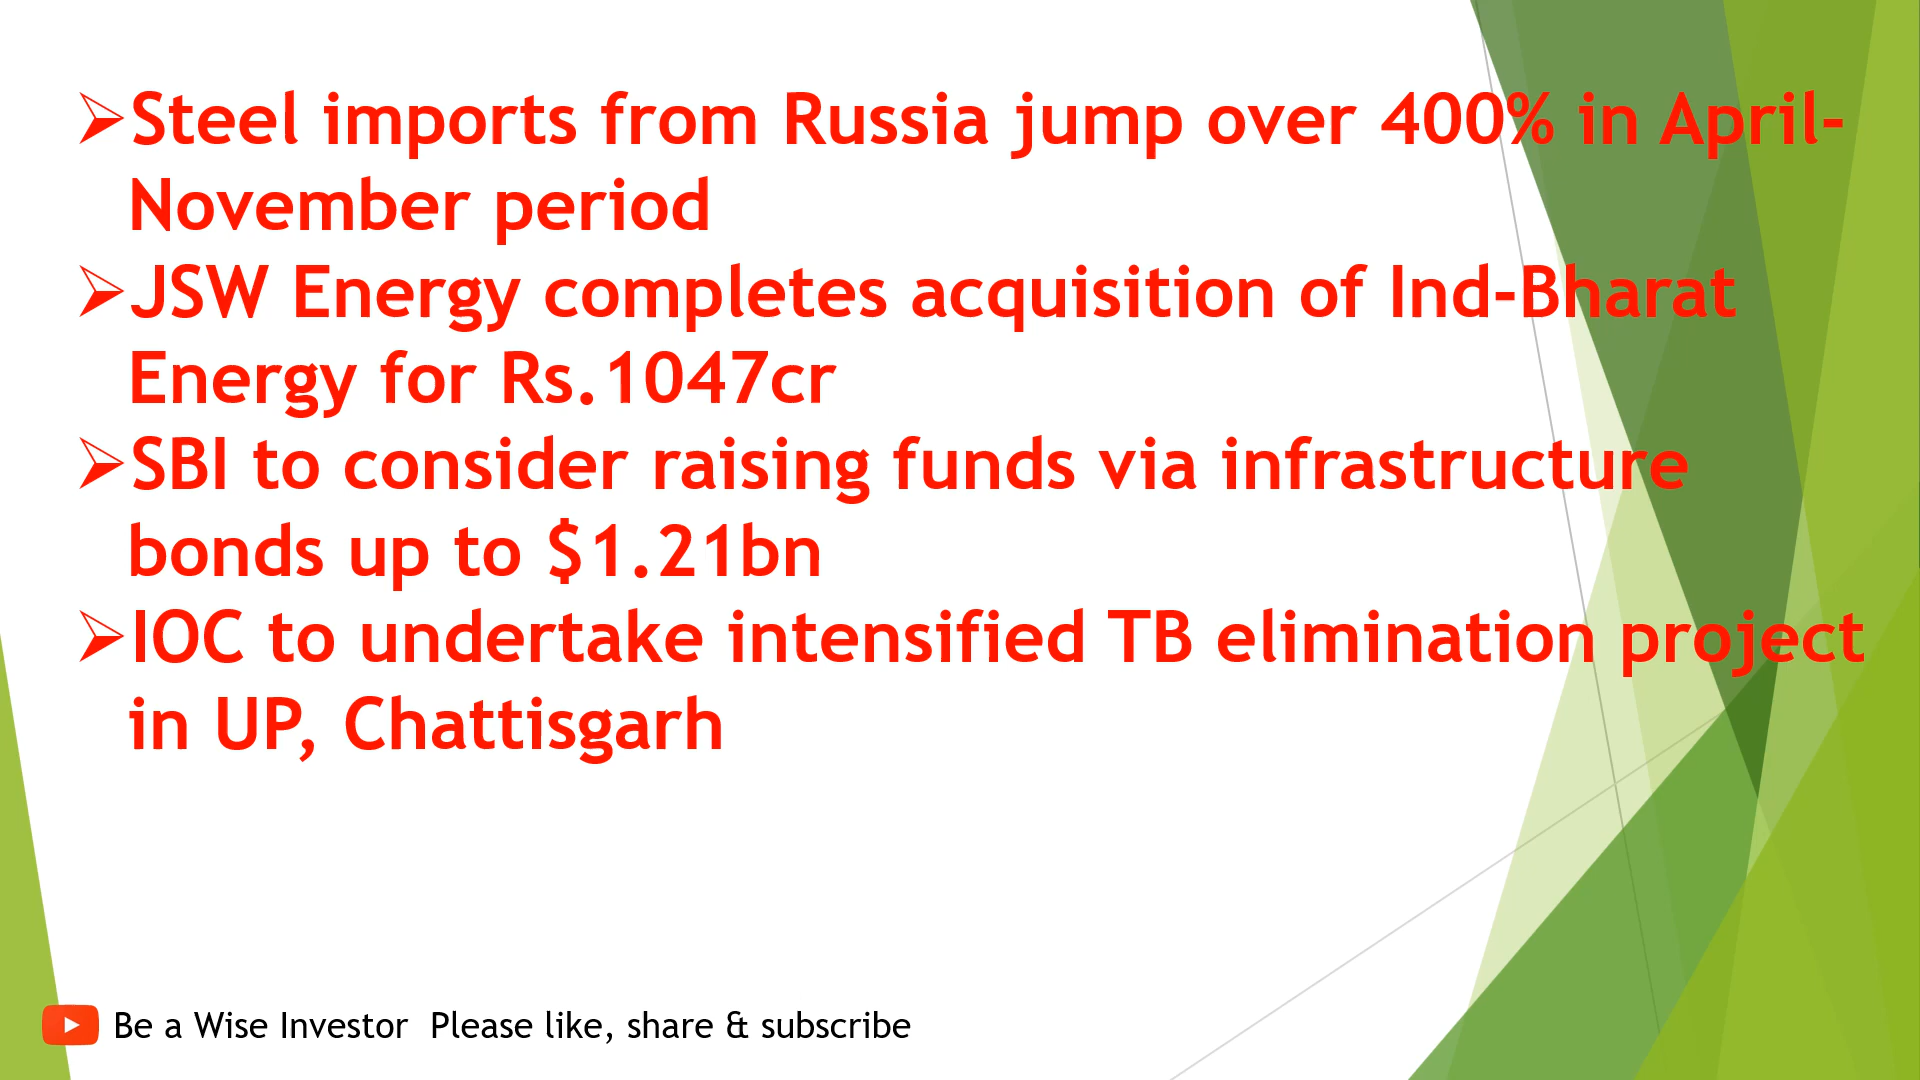 ➢Steel imports from Russia jump over 400% in April-
November period
➢JSW Energy completes acquisition of Ind-Bharat
Energy for Rs.1047cr
➢SBI to consider raising funds via infrastructure
bonds up to $1.21bn
➢IOC to undertake intensified TB elimination project
in UP, Chattisgarh
Be a Wise Investor  Please like, share & subscribe